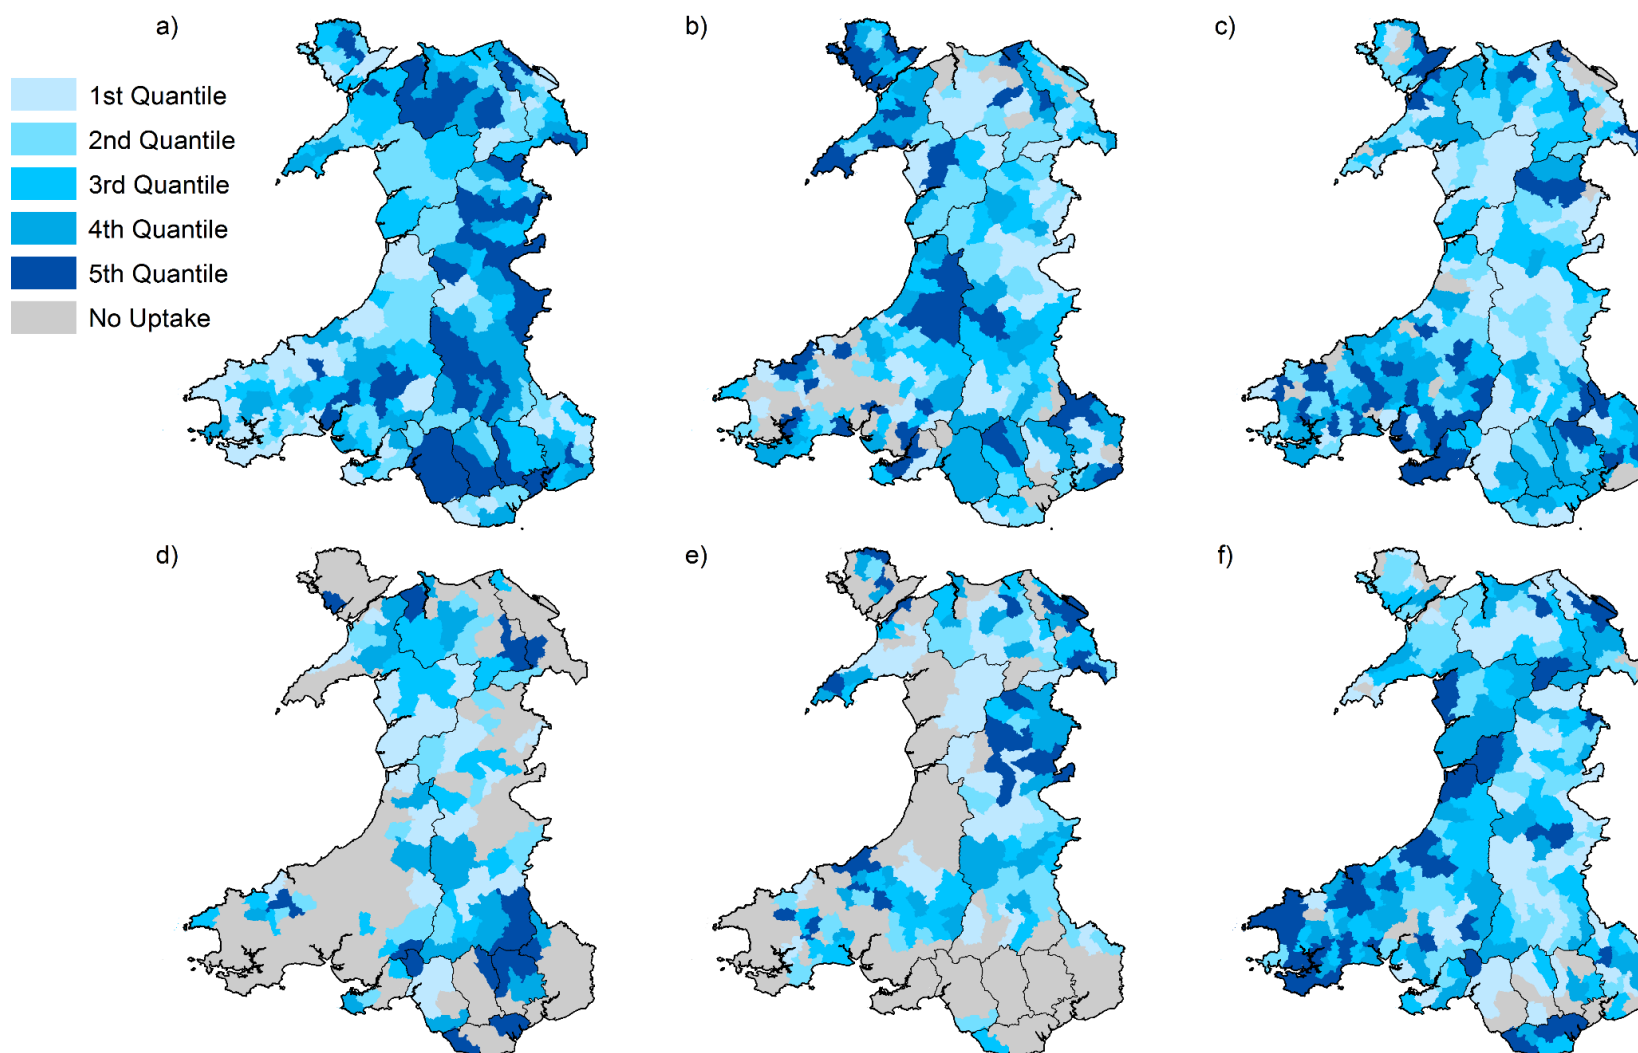 a)
b)
c)
1st Quantile
2nd Quantile
3rd Quantile
4th Quantile
5th Quantile
No Uptake
d)
e)
f)